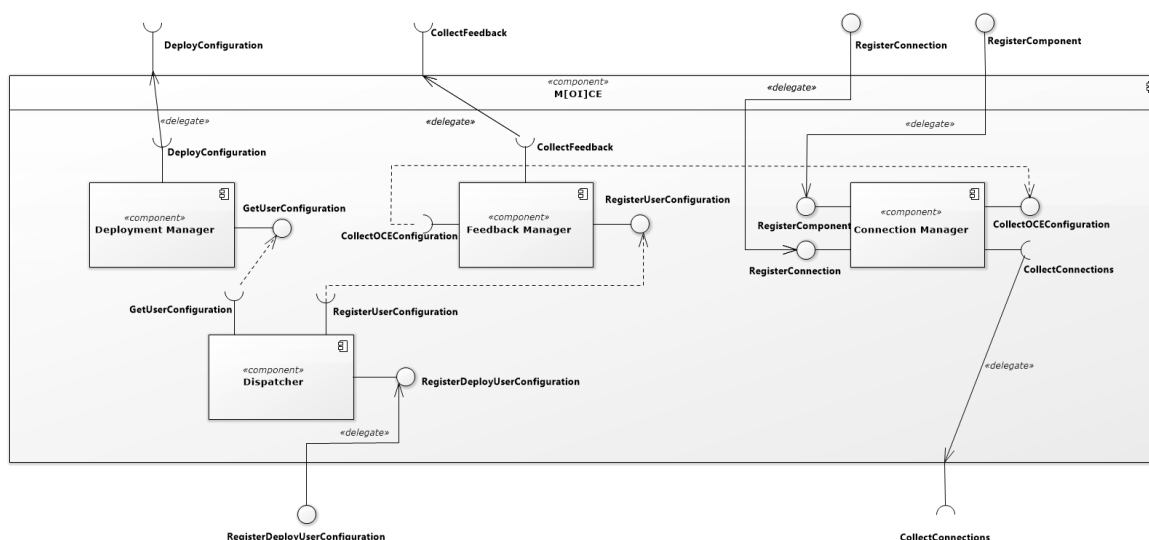 CollectFeedback
DeployConfiguration
RegisterConnection
RegisterComponent
«component»
M[OI]CE
«delegate»
«delegate»
«delegate»
«delegate»
DeployConfiguration
CollectFeedback
«component»
Deployment Manager
GetUserConfiguration
CollectOCEConfiguration
«component»
Feedback Manager
RegisterUserConfiguration
RegisterComponent
RegisterConnection
«component»
Connection Manager
CollectOCEConfiguration
CollectConnections
GetUserConfiguration
RegisterUserConfiguration
«component»
Dispatcher
RegisterDeployUserConfiguration
«delegate»
«delegate»
RegisterDeployUserConfiguration
CollectConnections